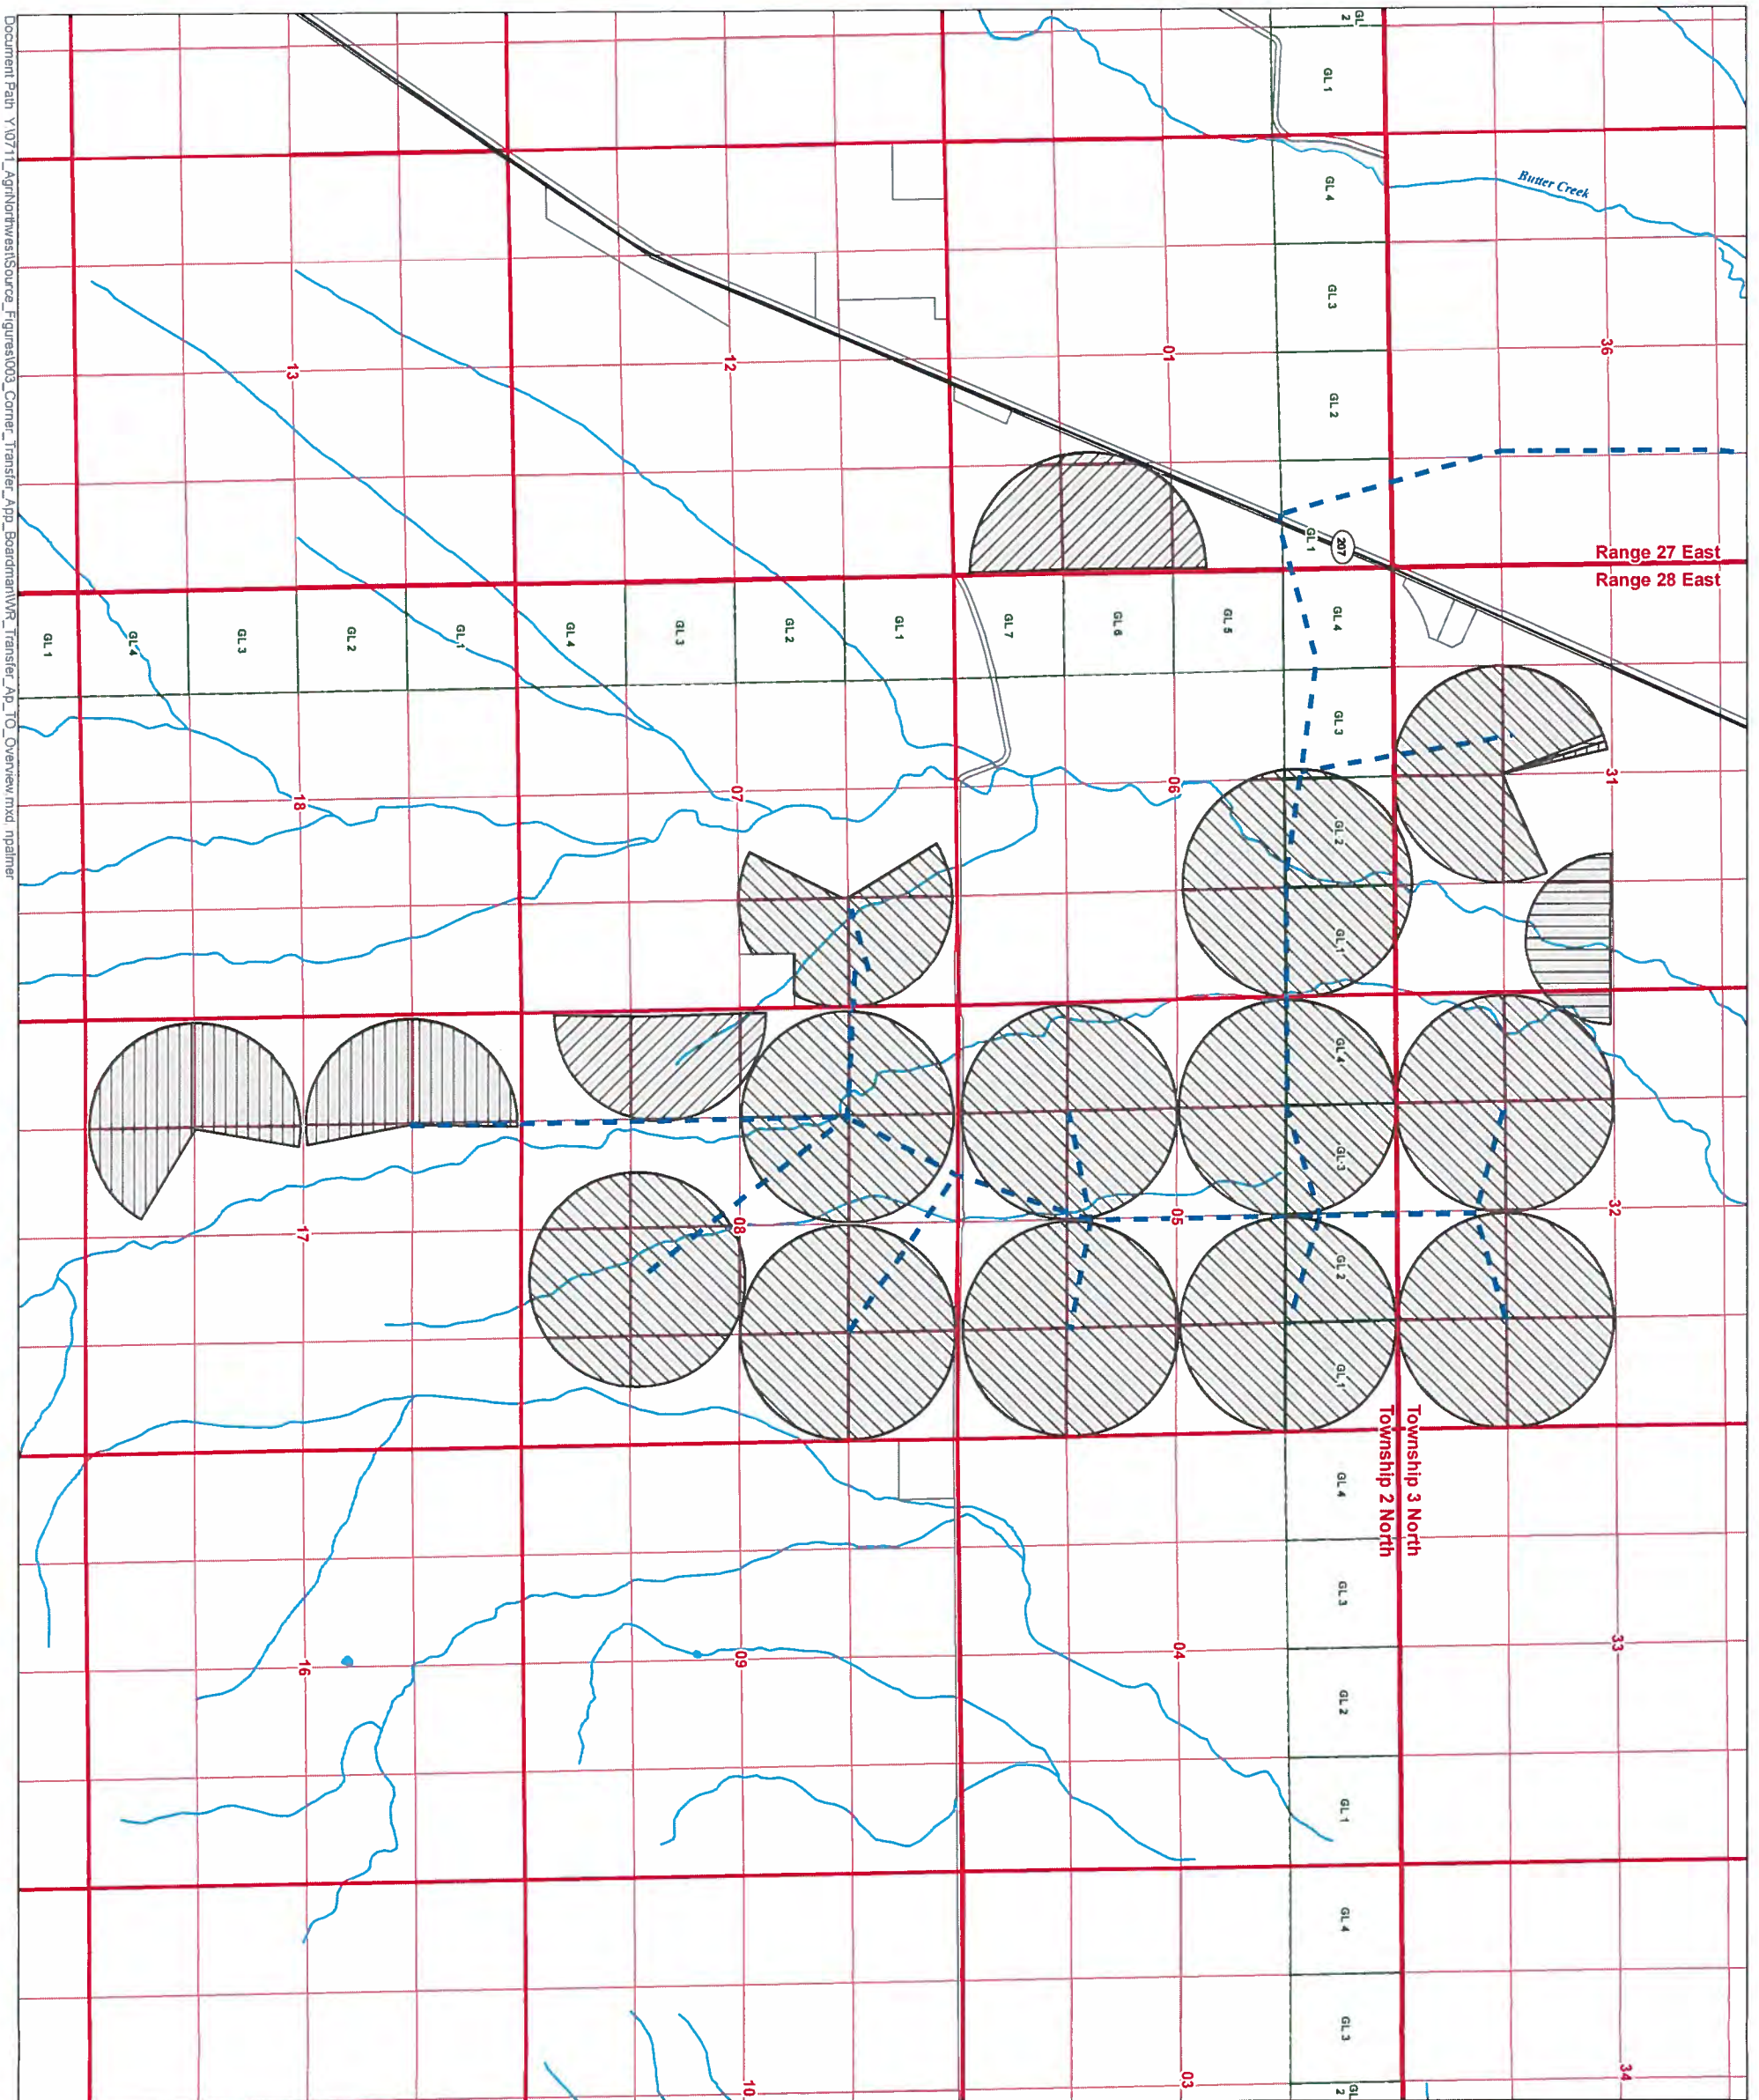 GL 2
GL 1
GL 4
GL 3
GL 2
GL 1
GL 4
GL 3
GL 2
GL 1
GL 4
GL 3
GL 2
GL 1
GL 4
GL 3
GL 2
GL 1
GL 4
GL 3
GL 2
Butter Creek
36
01
12
13
207
Range 27 East
Range 28 East
GL 1
GL 4
GL 3
GL 2
GL 1
GL 4
GL 3
GL 2
GL 1
GL 7
GL 6
GL 5
31
06
07
18
32
05
08
17
Township 3 North
Township 2 North
33
04
09
16
34
03
10
Document Path Y:\0711_AgriNorthwest\Source_Figures\003_Corner_Transfer_App_Boardman\WR_Transfer_Ap_TO_Overview.mxd, npalmer